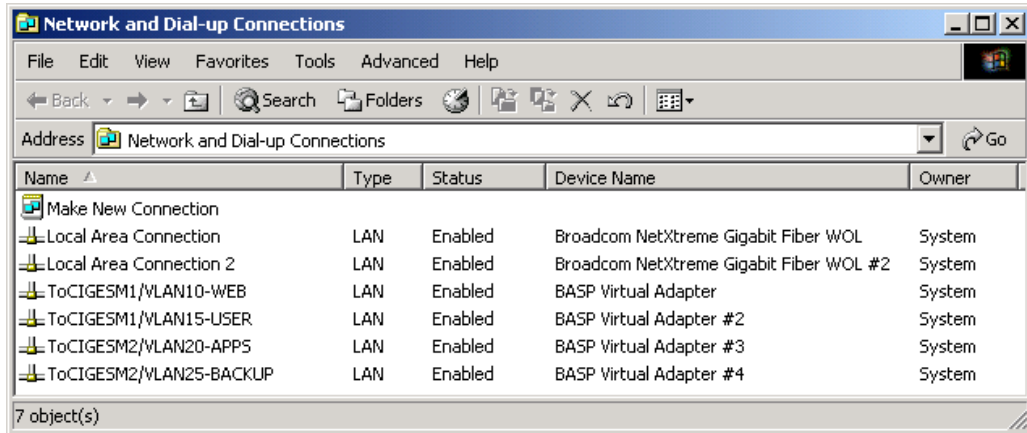 Network and Dial-up Connections
File Edit View Favorites Tools Advanced Help
Back Search Folders
Address Network and Dial-up Connections Go
Name Type Status Device Name Owner
Make New Connection
Local Area Connection LAN Enabled Broadcom NetXtreme Gigabit Fiber WOL System
Local Area Connection 2 LAN Enabled Broadcom NetXtreme Gigabit Fiber WOL #2 System
ToCIGESM1/VLAN10-WEB LAN Enabled BASP Virtual Adapter System
ToCIGESM1/VLAN15-USER LAN Enabled BASP Virtual Adapter #2 System
ToCIGESM2/VLAN20-APPS LAN Enabled BASP Virtual Adapter #3 System
ToCIGESM2/VLAN25-BACKUP LAN Enabled BASP Virtual Adapter #4 System
7 object(s)